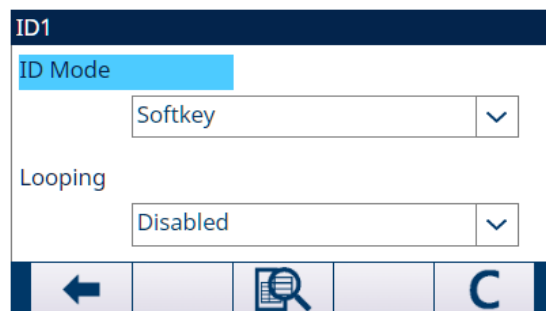 ID1
ID Mode
Softkey
Looping
Disabled
C